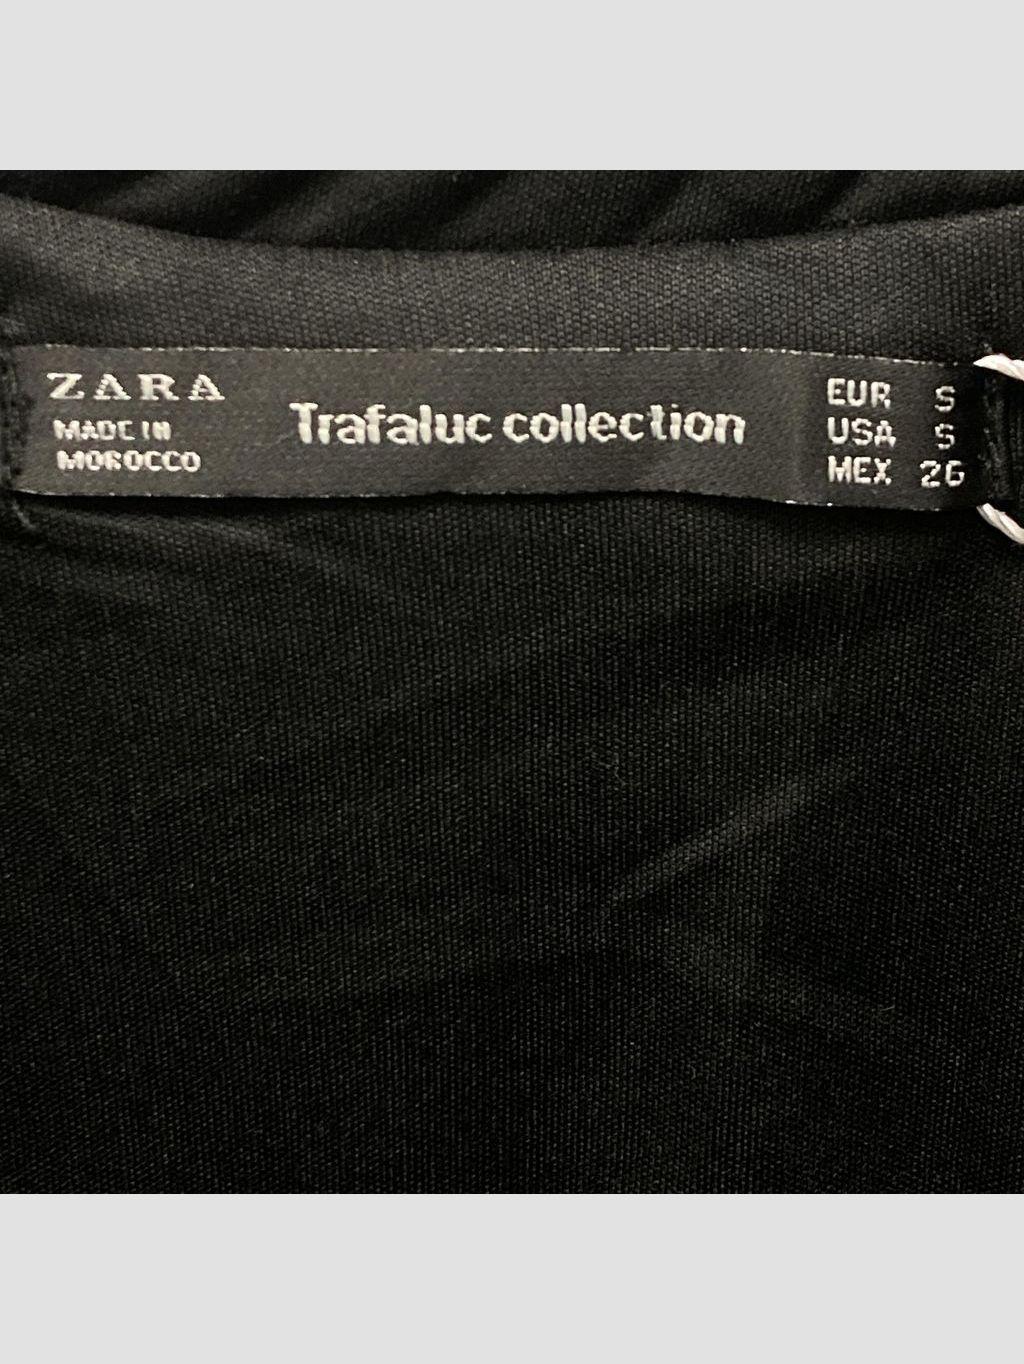 ZARA
MADE IN
MOROCCO
Trafaluc collection
EUR S
USA S
MEX 26